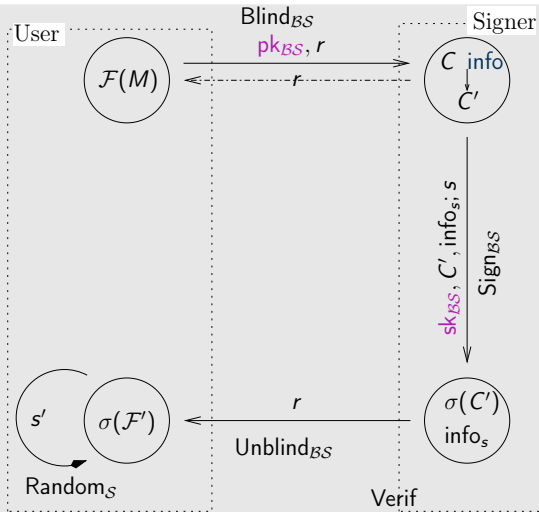 Blind_BS
User
Signer
pk_BS, r
F(M)
r
C info
C′
sk_BS, C′, info_s; s
Sign_BS
s′
σ(F′)
r
σ(C′)
info_s
Unblind_BS
Random_S
Verif